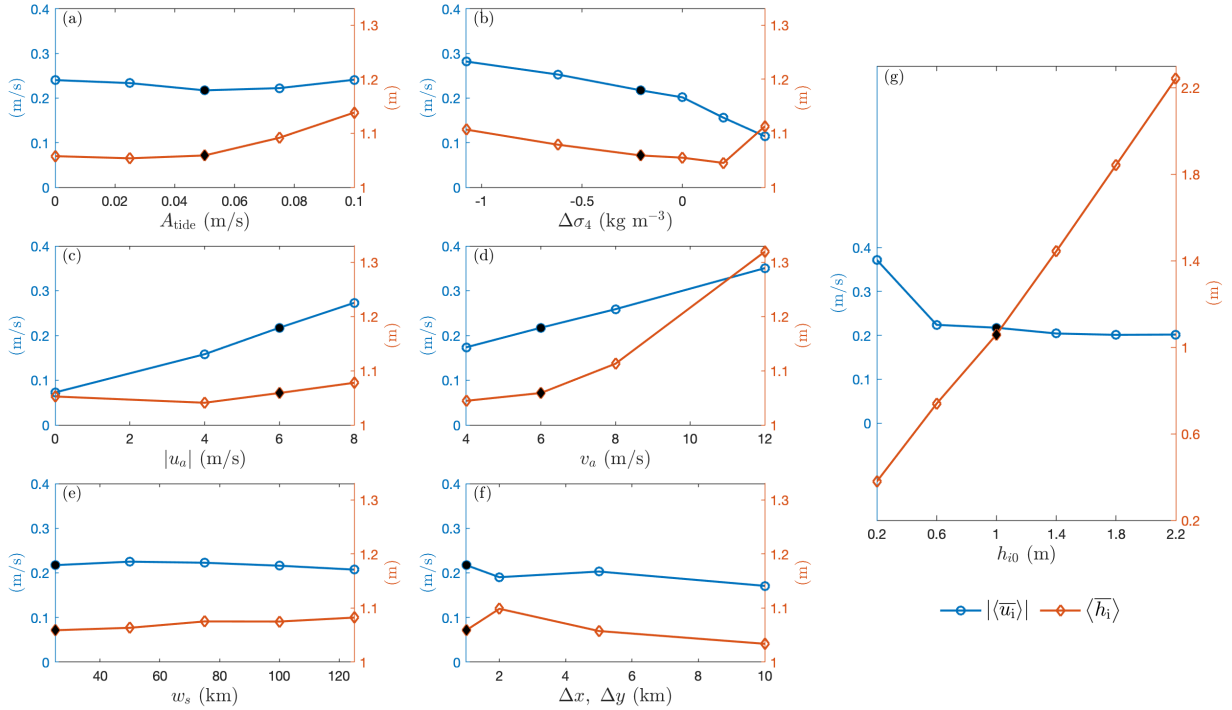 (a)
0.4
0.3
0.2
0.1
0
(m/s)
1.3
1.2
1.1
1
(m)
0 0.02 0.04 0.06 0.08 0.1
A_tide (m/s)
(b)
0.4
0.3
0.2
0.1
0
(m/s)
1.3
1.2
1.1
1
(m)
-1 -0.5 0
Δσ₄ (kg m⁻³)
(c)
0.4
0.3
0.2
0.1
0
(m/s)
1.3
1.2
1.1
1
(m)
0 2 4 6 8
|u_a| (m/s)
(d)
0.4
0.3
0.2
0.1
0
(m/s)
1.3
1.2
1.1
1
(m)
4 6 8 10 12
v_a (m/s)
(e)
0.4
0.3
0.2
0.1
0
(m/s)
1.3
1.2
1.1
1
(m)
40 60 80 100 120
w_s (km)
(f)
0.4
0.3
0.2
0.1
0
(m/s)
1.3
1.2
1.1
1
(m)
2 4 6 8 10
Δx, Δy (km)
(g)
0.4
0.3
0.2
0.1
0
(m/s)
2.2
1.8
1.4
1
0.6
0.2
(m)
0.2 0.6 1 1.4 1.8 2.2
h_i0 (m)
|⟨u̅_i⟩| ⟨h̅_i⟩